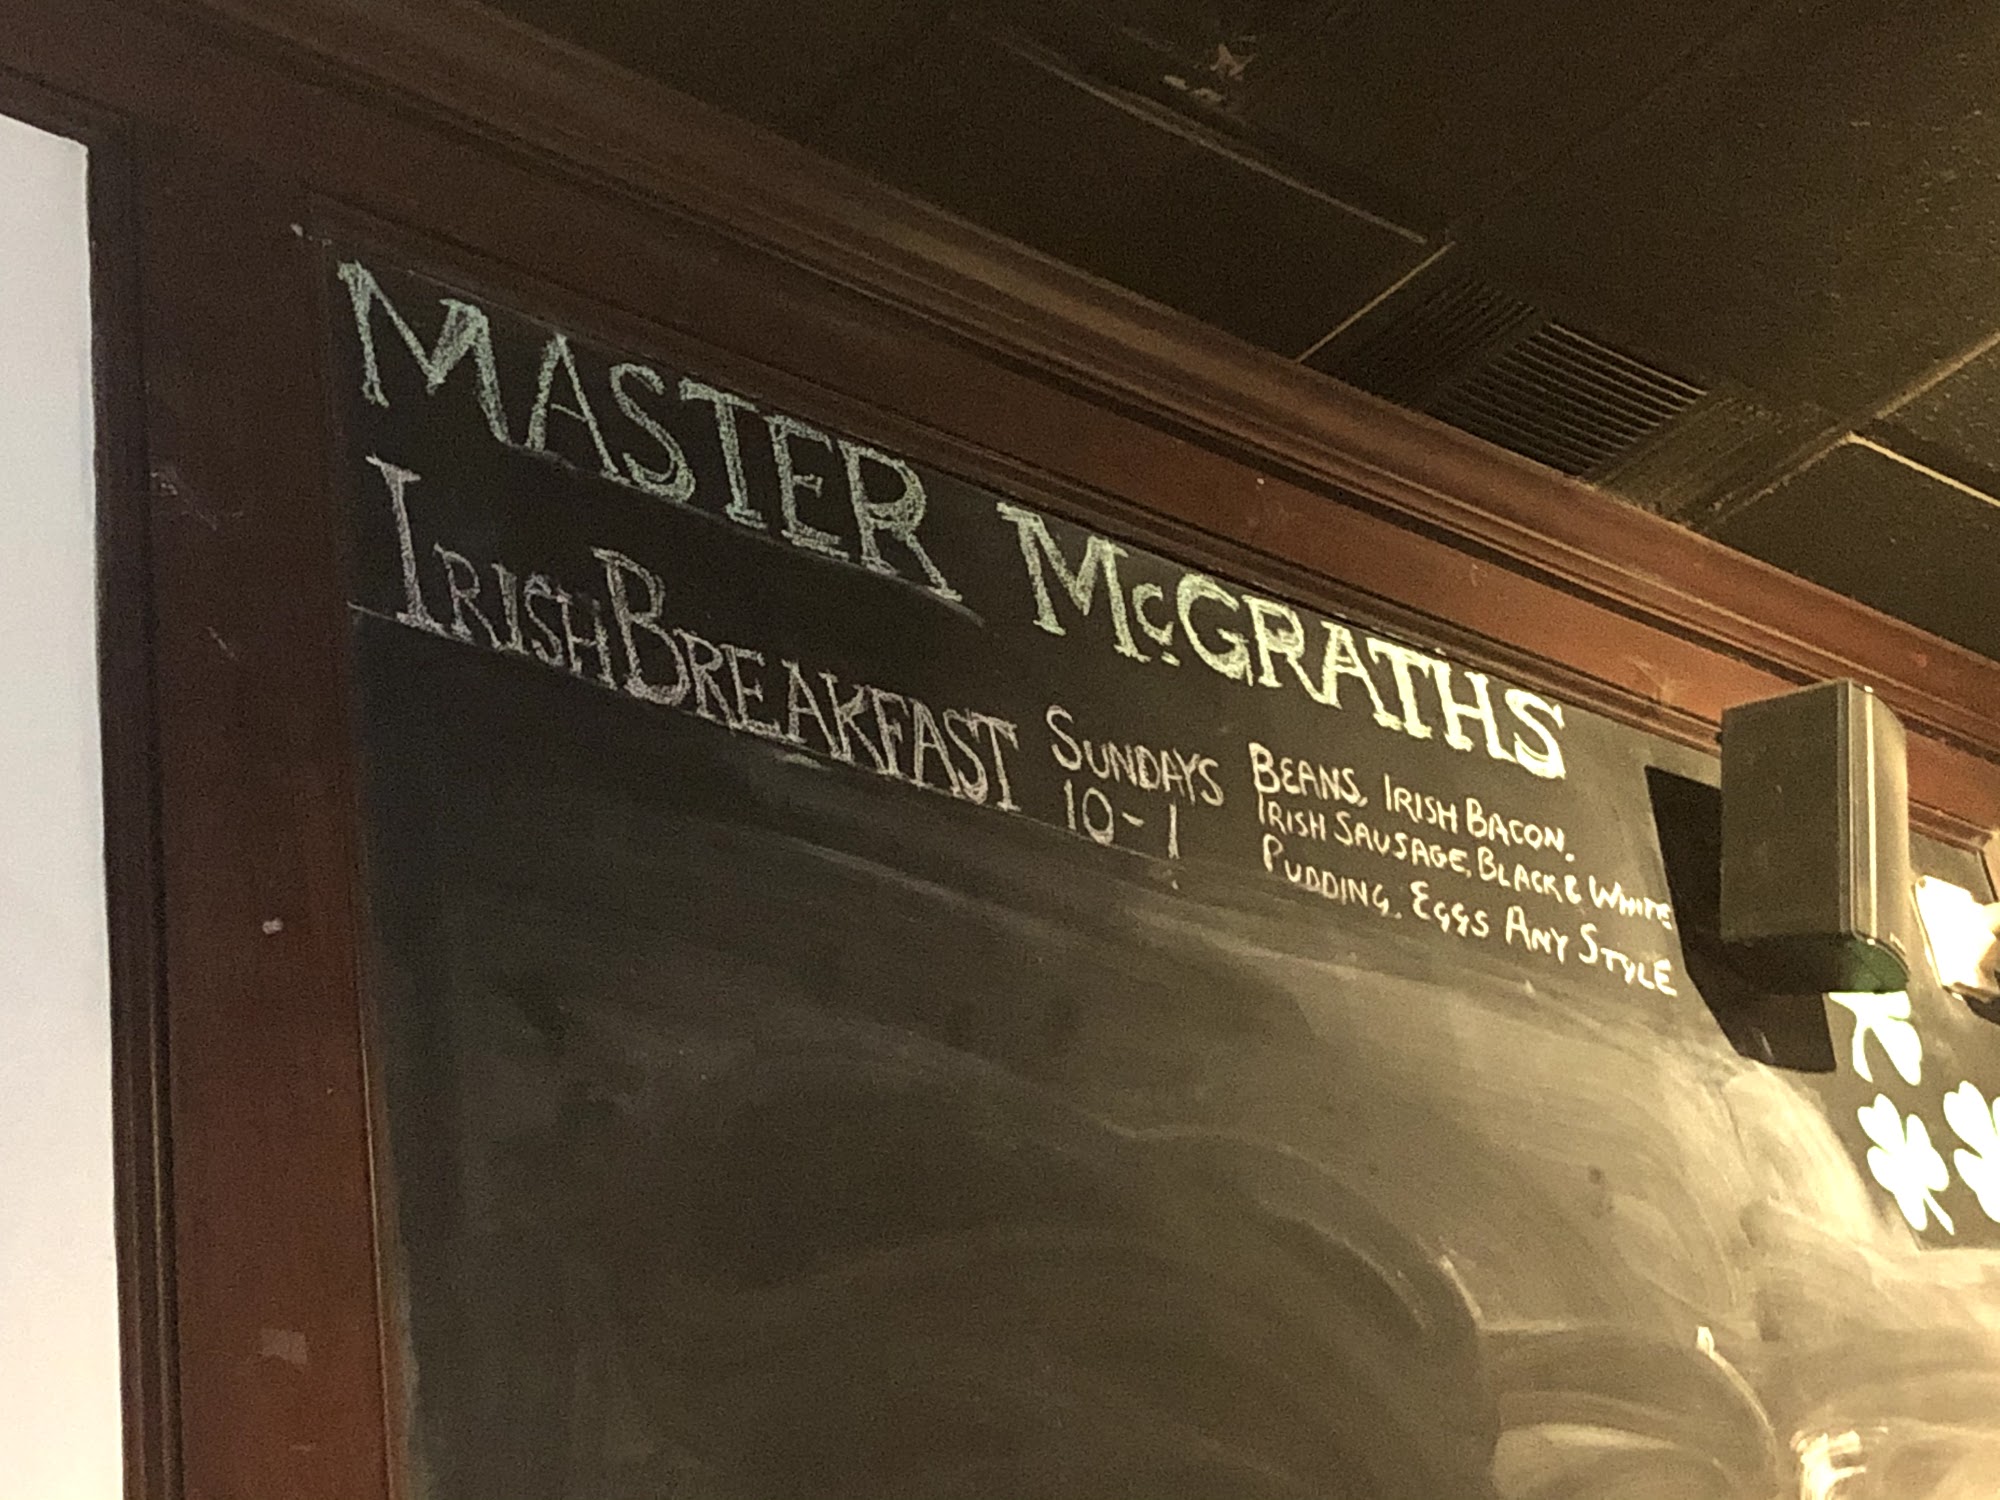 MASTER McGRATHS
IRISH BREAKFAST
SUNDAYS
10-1
BEANS, IRISH BACON,
IRISH SAUSAGE, BLACK & WHITE
PUDDING, EGGS ANY STYLE